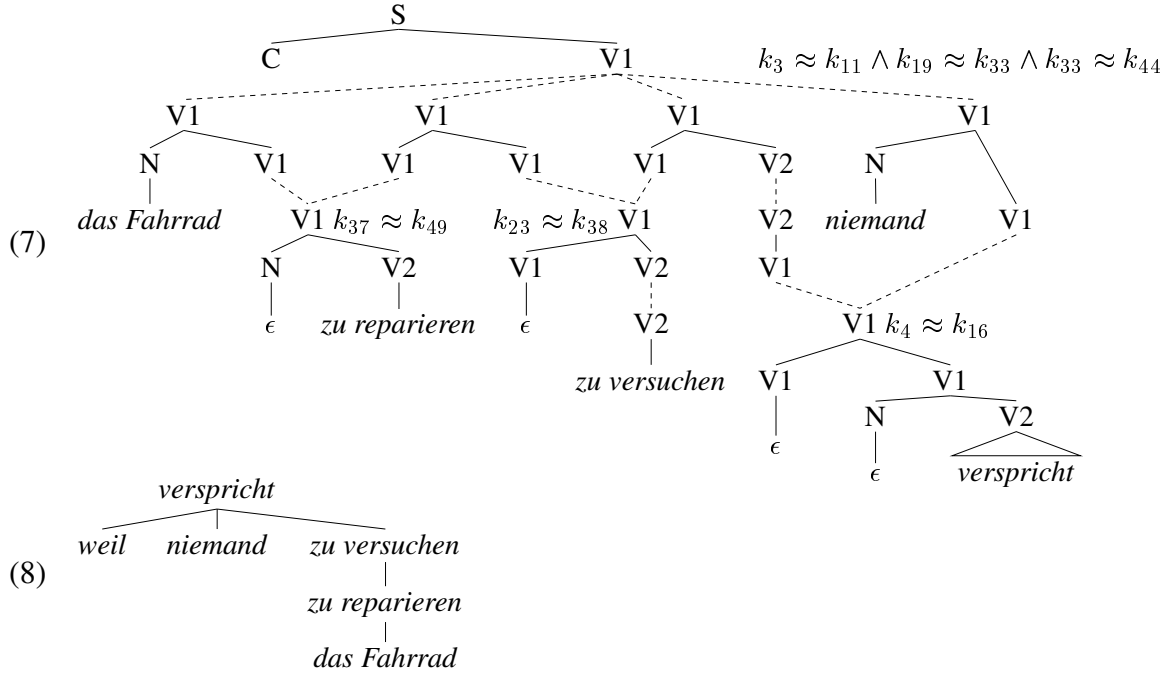 S
C V1 k₃ ≈ k₁₁ ∧ k₁₉ ≈ k₃₃ ∧ k₃₃ ≈ k₄₄
V1 V1 V1 V1
N V1 V1 V1 V1 V2 N V1
das Fahrrad V1 k₃₇ ≈ k₄₉ k₂₃ ≈ k₃₈ V1 V2 niemand
(7)
N V2 V1 V2 V1
ϵ zu reparieren ϵ V2 V1 k₄ ≈ k₁₆
zu versuchen V1 V1
ϵ N V2
ϵ verspricht
verspricht
weil niemand zu versuchen
(8)
zu reparieren
das Fahrrad